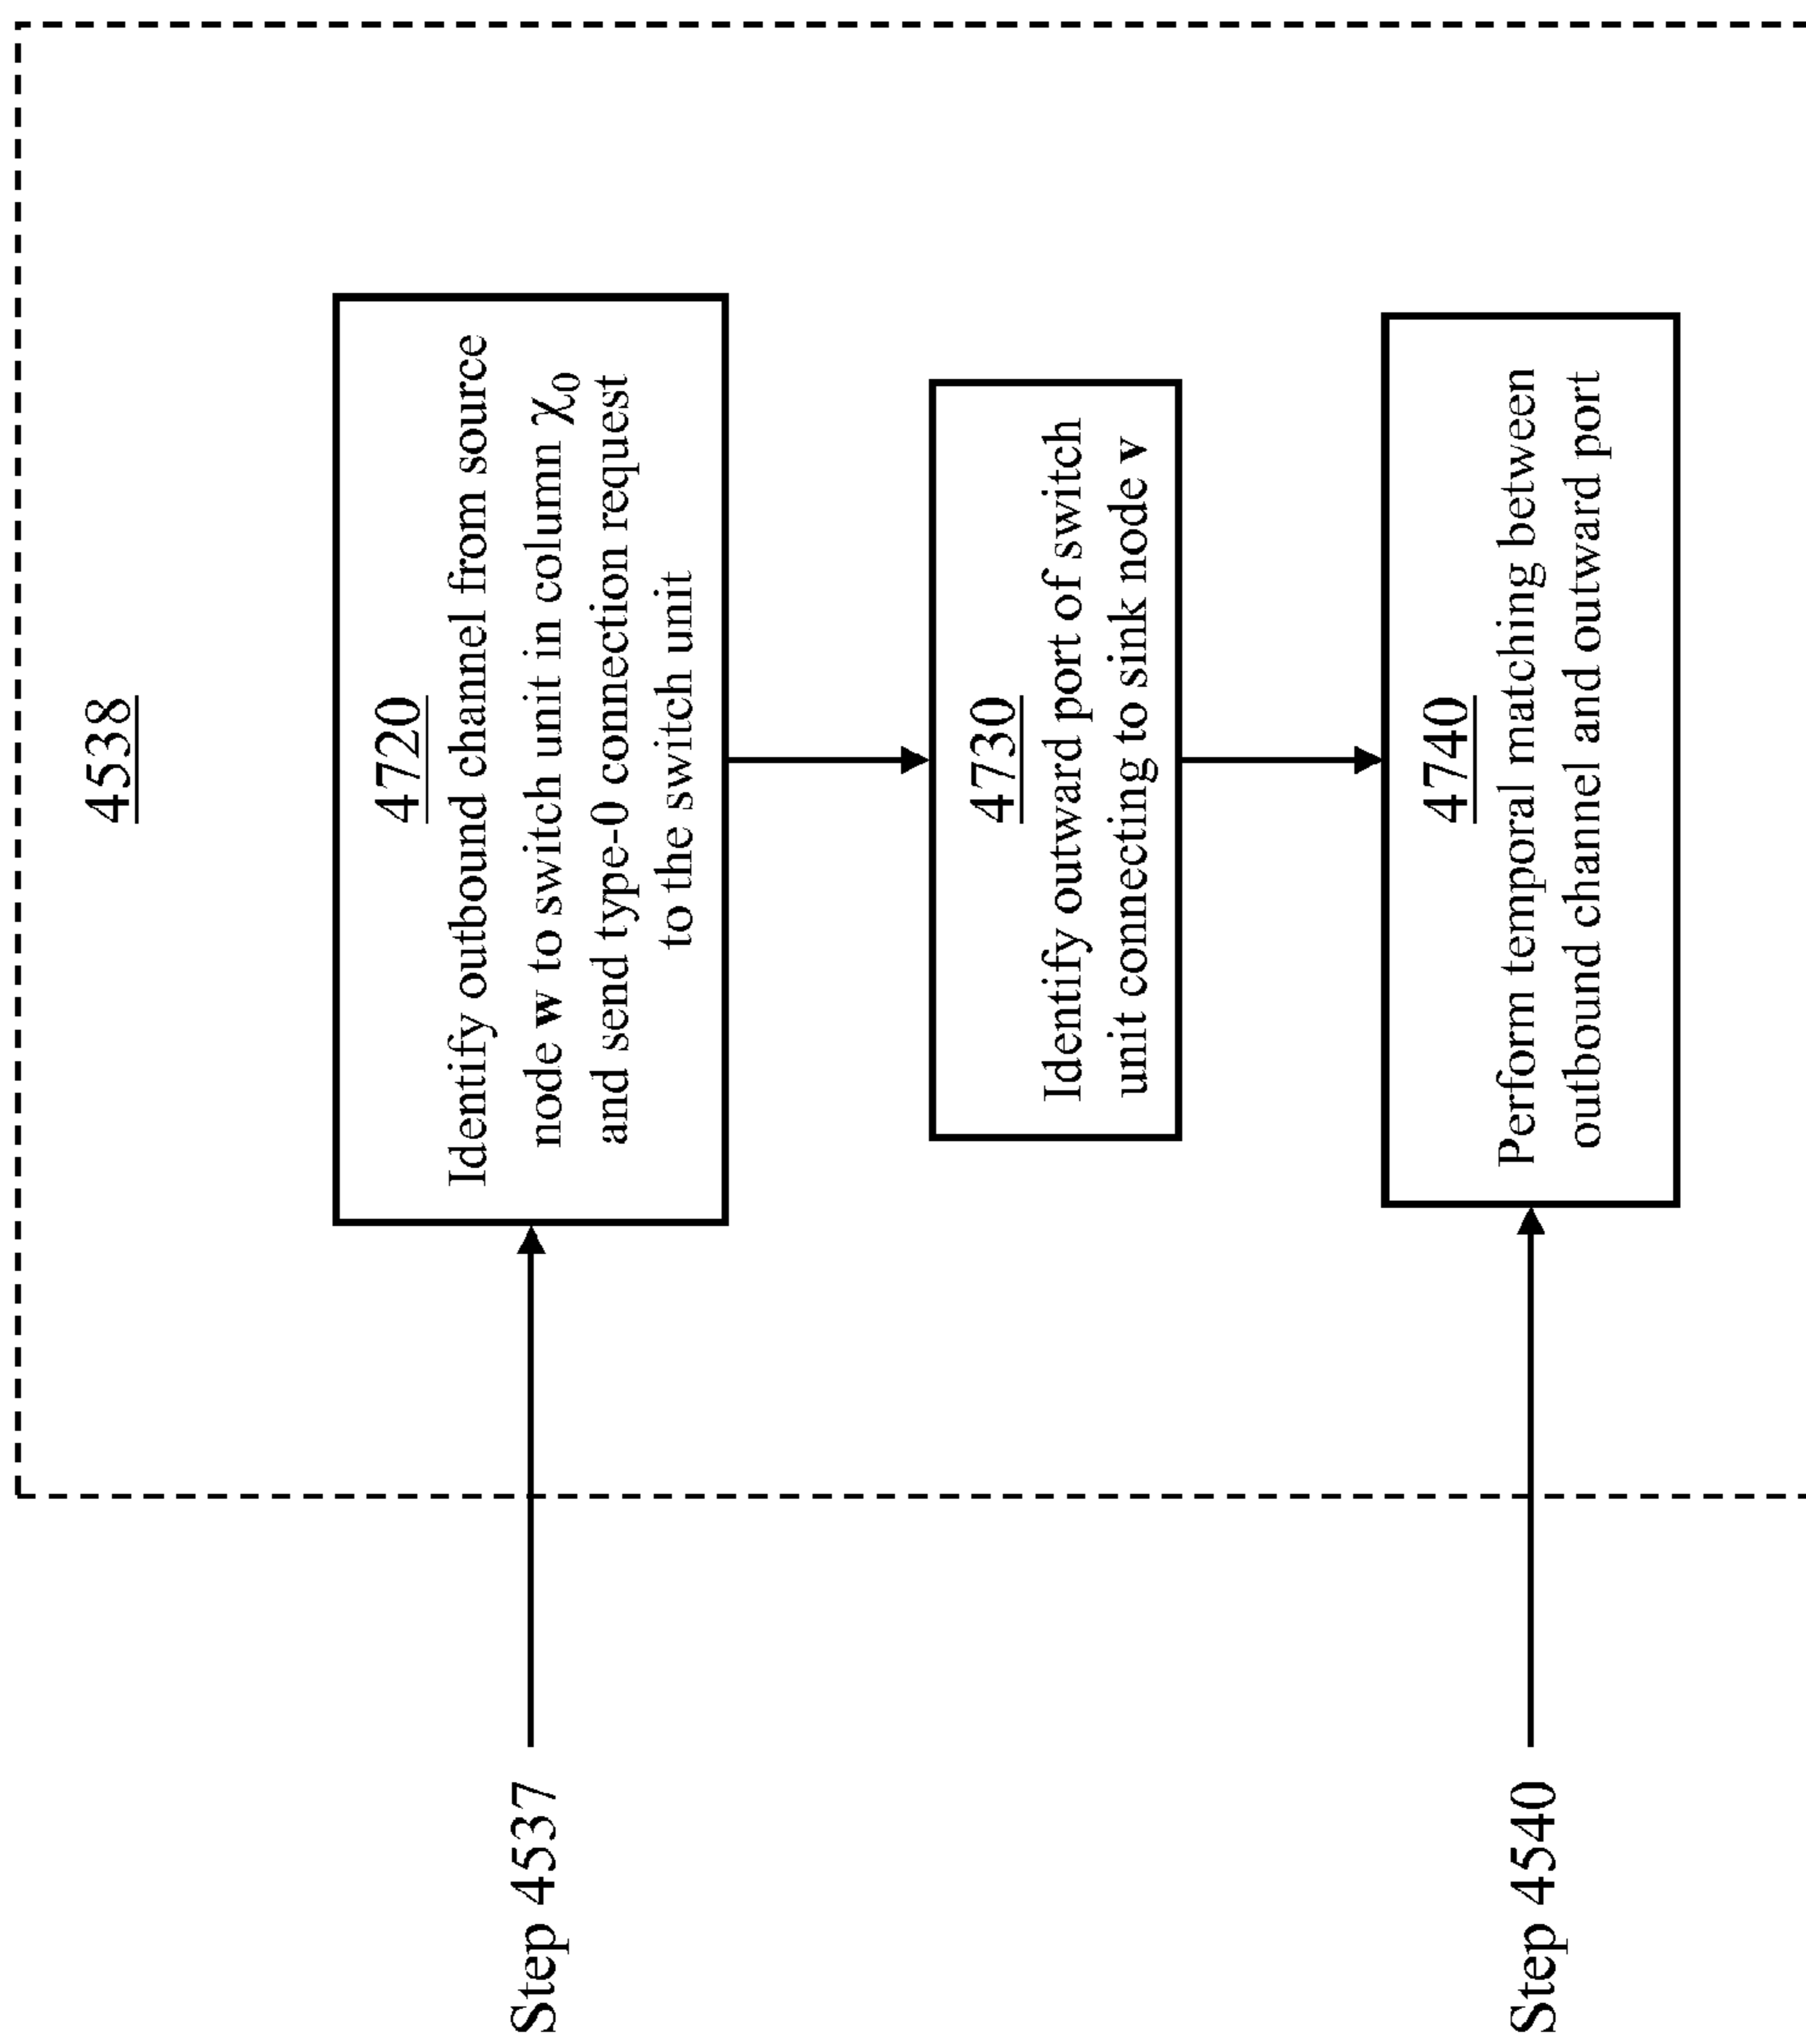 4538
Step 4537
4720
Identify outbound channel from source
node w to switch unit in column χ0
and send type-0 connection request
to the switch unit
4730
Identify outward port of switch
unit connecting to sink node v
Step 4540
4740
Perform temporal matching between
outbound channel and outward port